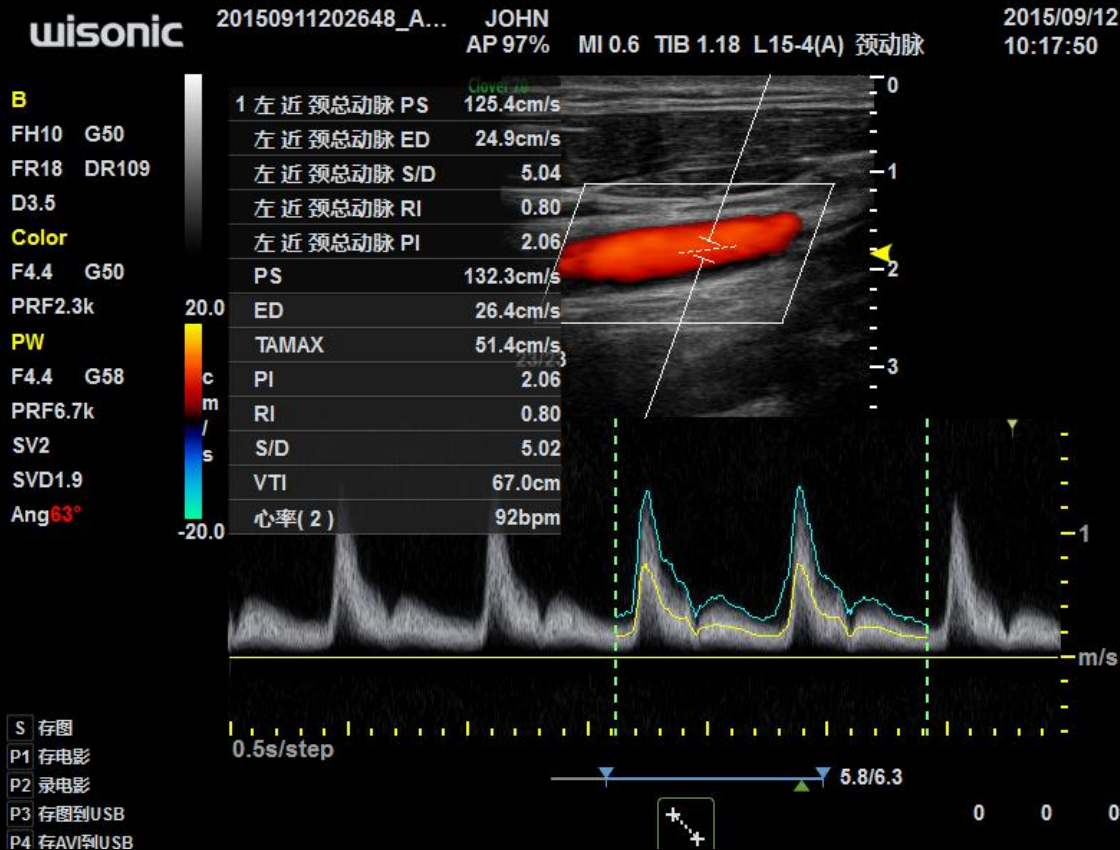 wisonic
20150911202648_A... JOHN
AP 97% MI 0.6 TIB 1.18 L15-4(A) 颈动脉
2015/09/12
10:17:50
B
FH10 G50
FR18 DR109
D3.5
Color
F4.4 G50
PRF2.3k
PW
F4.4 G58
PRF6.7k
SV2
SVD1.9
Ang63°
20.0
c
m
/
s
-20.0
1 左 近 颈总动脉 PS 125.4cm/s
左 近 颈总动脉 ED 24.9cm/s
左 近 颈总动脉 S/D 5.04
左 近 颈总动脉 RI 0.80
左 近 颈总动脉 PI 2.06
PS 132.3cm/s
ED 26.4cm/s
TAMAX 51.4cm/s
PI 2.06
RI 0.80
S/D 5.02
VTI 67.0cm
心率( 2 ) 92bpm
0
1
2
3
1
m/s
0.5s/step
5.8/6.3
S 存图
P1 存电影
P2 录电影
P3 存图到USB
P4 存AVI到USB
0 0 0